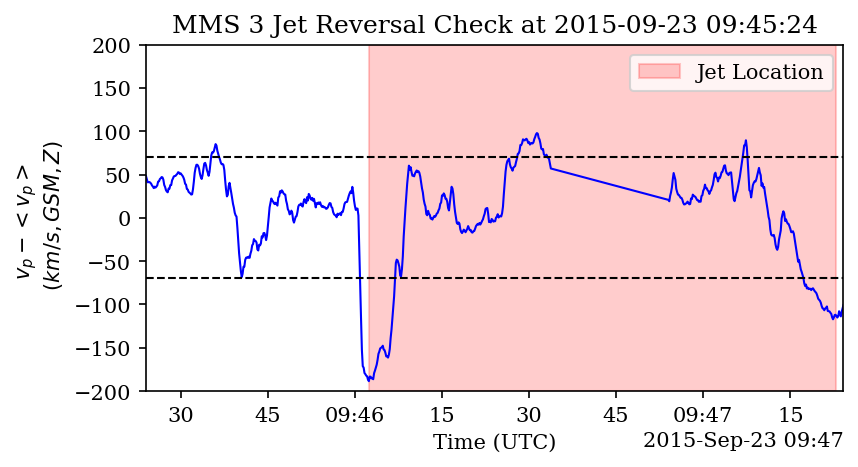 MMS 3 Jet Reversal Check at 2015-09-23 09:45:24
200
150
100
50
0
−50
−100
−150
−200
v_p − < v_p >
(km/s, GSM, Z)
Jet Location
30 45 09:46 15 30 45 09:47 15
Time (UTC)
2015-Sep-23 09:47